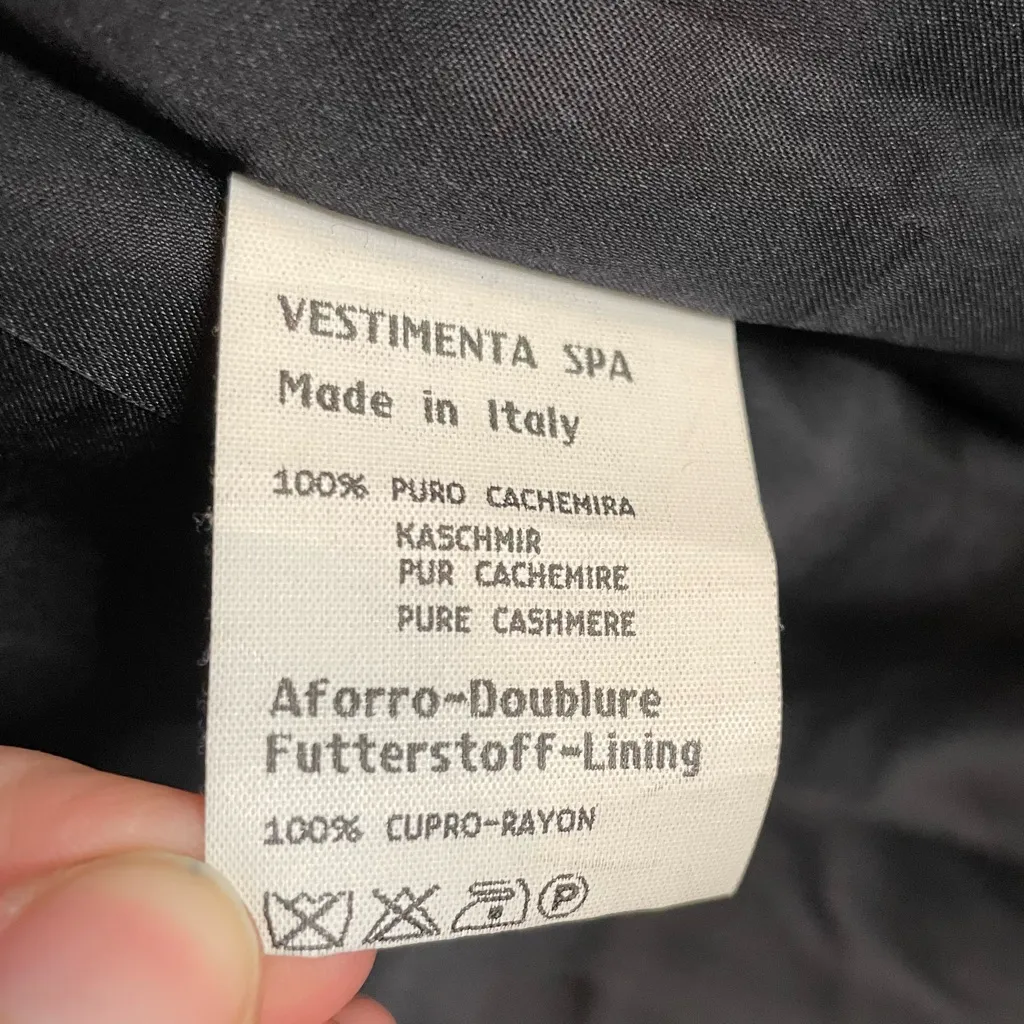 VESTIMENTA SPA
Made in Italy
100% PURO CACHEMIRA
KASCHMIR
PUR CACHEMIRE
PURE CASHMERE
Aforro-Doublure
Futterstoff-Lining
100% CUPRO-RAYON
P